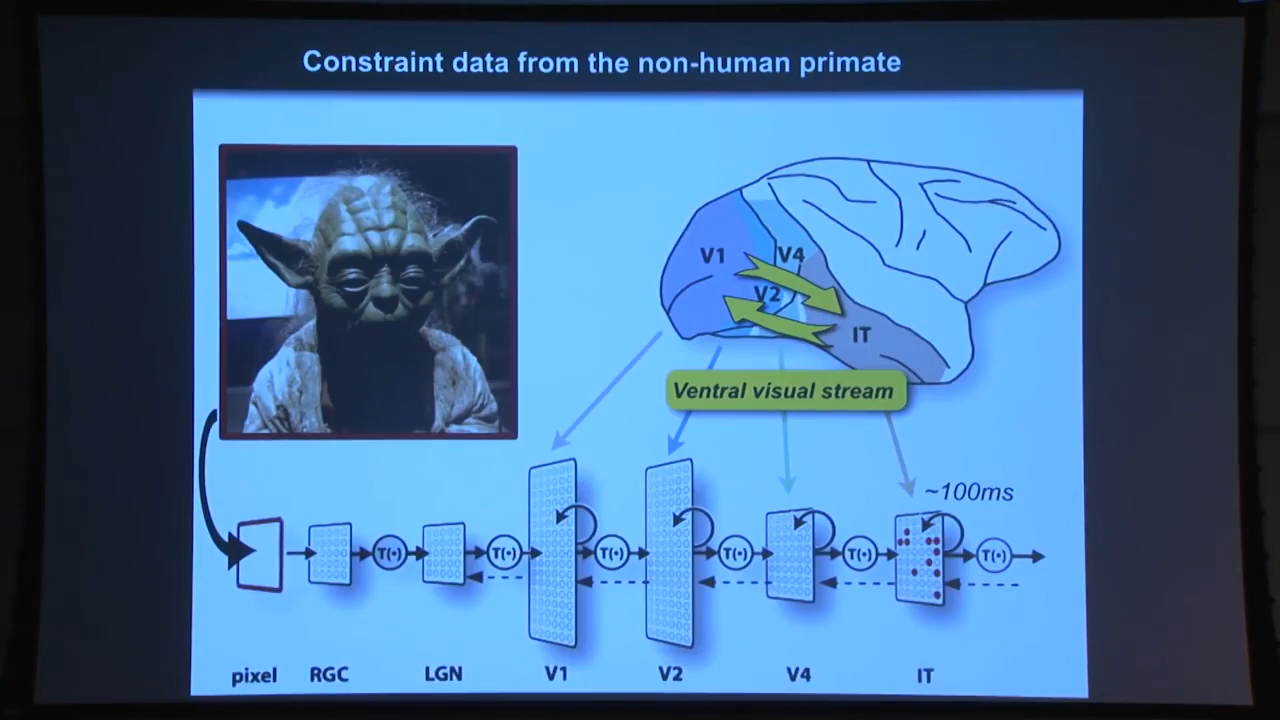 Constraint data from the non-human primate
V1
V4
V2
IT
Ventral visual stream
~100ms
T(•) T(•) T(•) T(•) T(•) T(•)
pixel RGC LGN V1 V2 V4 IT